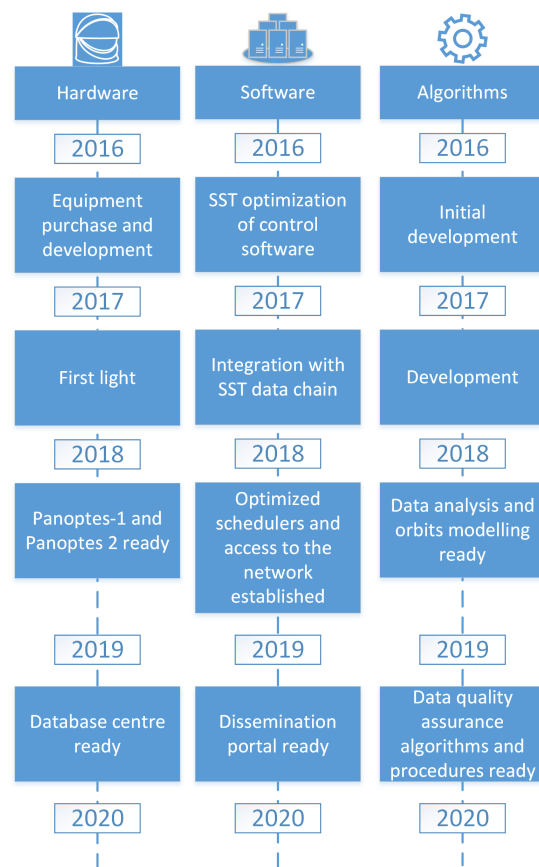 Hardware
2016
Equipment
purchase and
development
2017
First light
2018
Panoptes-1 and
Panoptes 2 ready
2019
Database centre
ready
2020
Software
2016
SST optimization
of control
software
2017
Integration with
SST data chain
2018
Optimized
schedulers and
access to the
network
established
2019
Dissemination
portal ready
2020
Algorithms
2016
Initial
development
2017
Development
2018
Data analysis and
orbits modelling
ready
2019
Data quality
assurance
algorithms and
procedures ready
2020